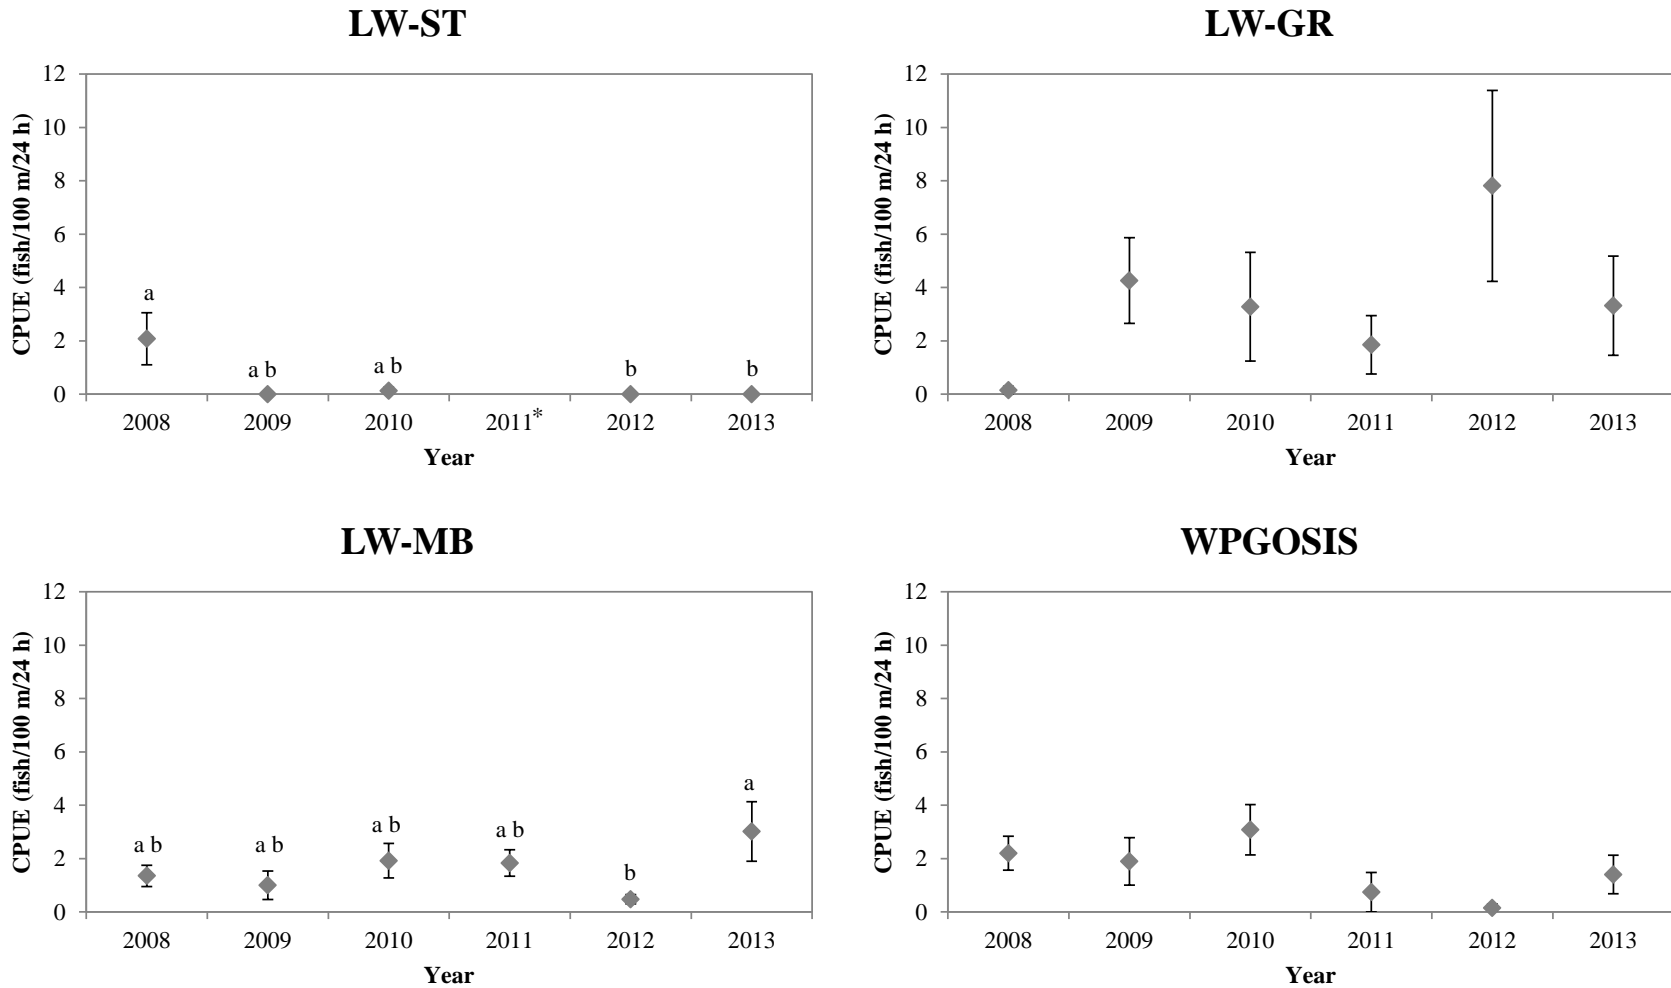 LW-ST
CPUE (fish/100 m/24 h)
12
10
8
6
4
2
0
a
a b
a b
b
b
2008 2009 2010 2011* 2012 2013
Year
LW-GR
CPUE (fish/100 m/24 h)
12
10
8
6
4
2
0
2008 2009 2010 2011 2012 2013
Year
LW-MB
CPUE (fish/100 m/24 h)
12
10
8
6
4
2
0
a b
a b
a b
a b
b
a
2008 2009 2010 2011 2012 2013
Year
WPGOSIS
CPUE (fish/100 m/24 h)
12
10
8
6
4
2
0
2008 2009 2010 2011 2012 2013
Year